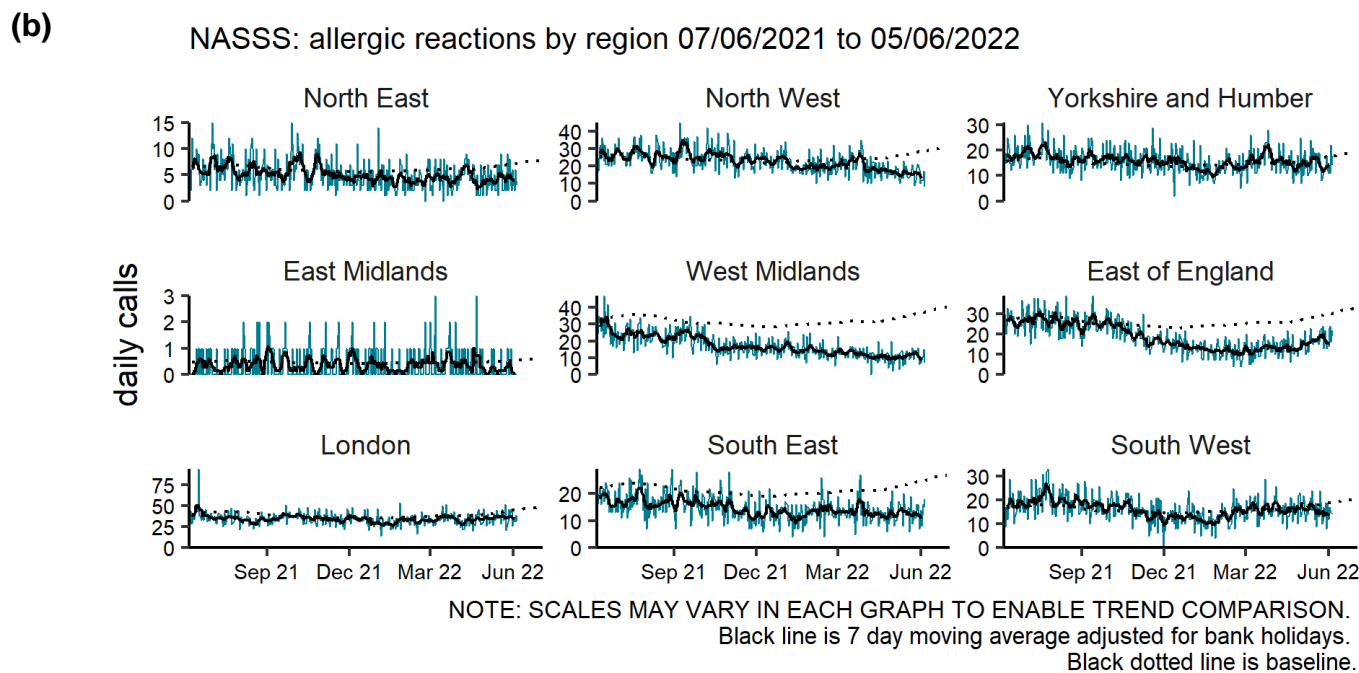 (b)
NASSS: allergic reactions by region 07/06/2021 to 05/06/2022
daily calls
North East
15
10
5
0
North West
40
30
20
10
0
Yorkshire and Humber
30
20
10
0
East Midlands
3
2
1
0
West Midlands
40
30
20
10
0
East of England
30
20
10
0
London
75
50
25
0
Sep 21 Dec 21 Mar 22 Jun 22
South East
20
10
0
Sep 21 Dec 21 Mar 22 Jun 22
South West
30
20
10
0
Sep 21 Dec 21 Mar 22 Jun 22
NOTE: SCALES MAY VARY IN EACH GRAPH TO ENABLE TREND COMPARISON.
Black line is 7 day moving average adjusted for bank holidays.
Black dotted line is baseline.